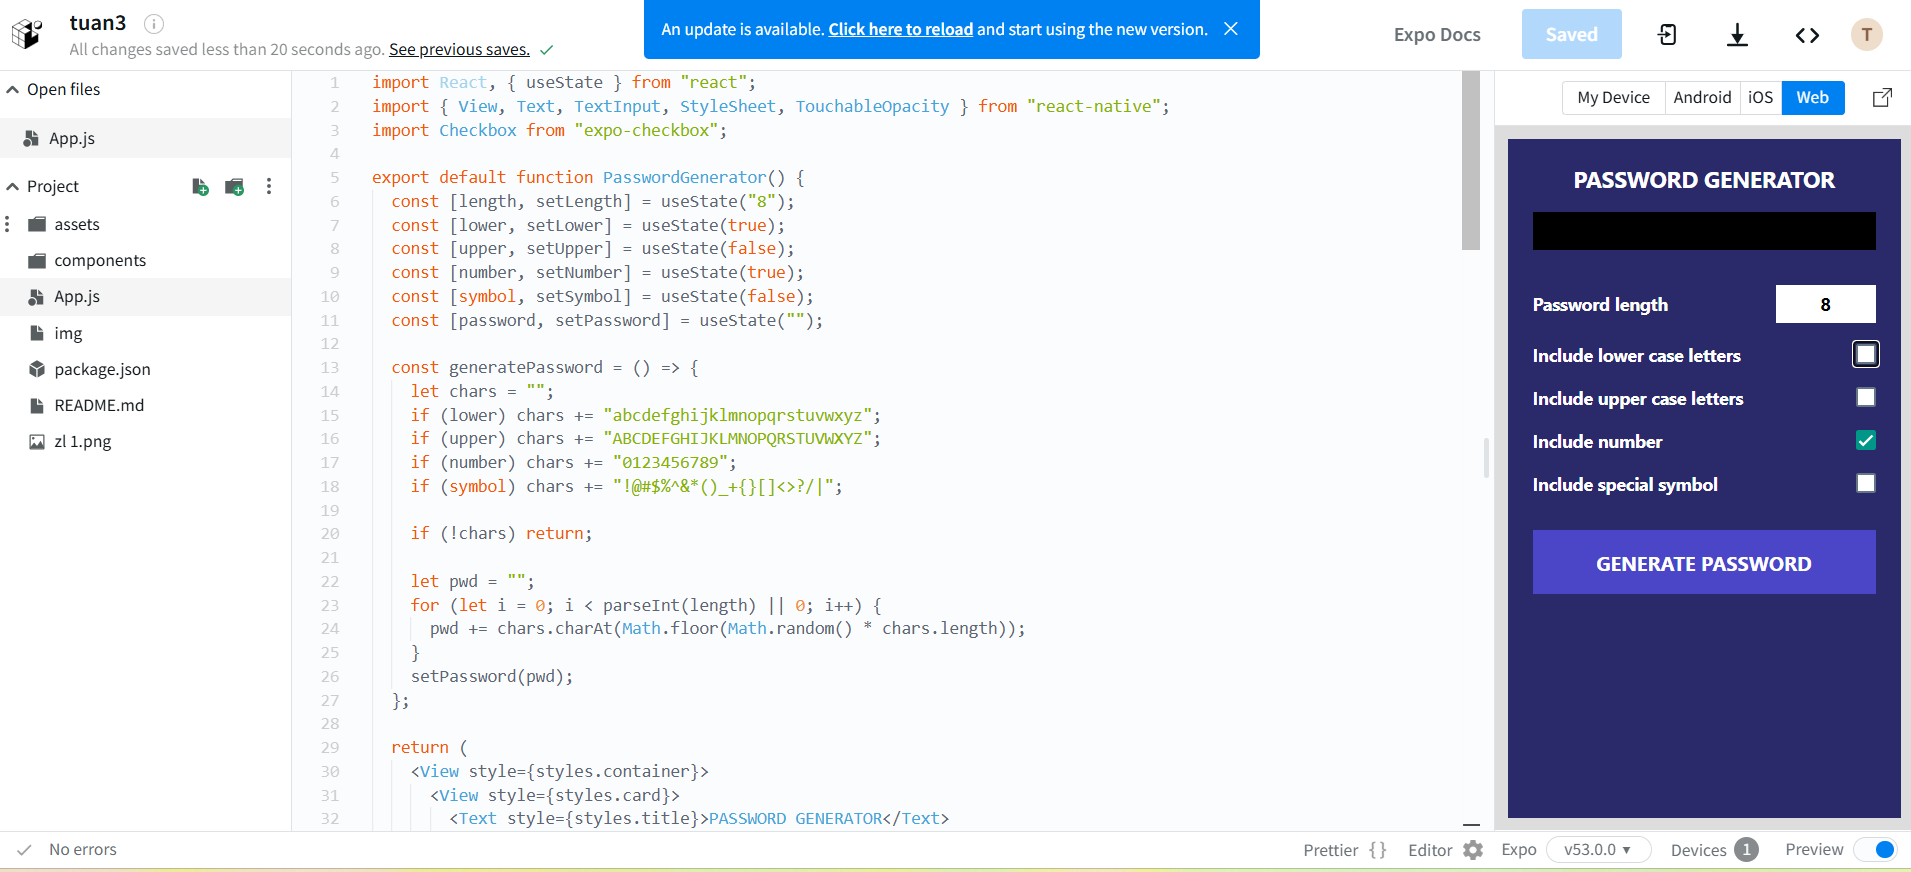 tuan3
All changes saved less than 20 seconds ago. See previous saves.
An update is available. Click here to reload and start using the new version.
Expo Docs
Saved
T
Open files
App.js
Project
assets
components
App.js
img
package.json
README.md
zl 1.png
1 import React, { useState } from "react";
2 import { View, Text, TextInput, StyleSheet, TouchableOpacity } from "react-native";
3 import Checkbox from "expo-checkbox";
4
5 export default function PasswordGenerator() {
6 const [length, setLength] = useState("8");
7 const [lower, setLower] = useState(true);
8 const [upper, setUpper] = useState(false);
9 const [number, setNumber] = useState(true);
10 const [symbol, setSymbol] = useState(false);
11 const [password, setPassword] = useState("");
12
13 const generatePassword = () => {
14 let chars = "";
15 if (lower) chars += "abcdefghijklmnopqrstuvwxyz";
16 if (upper) chars += "ABCDEFGHIJKLMNOPQRSTUVWXYZ";
17 if (number) chars += "0123456789";
18 if (symbol) chars += "!@#$%^&*()_+{}[]<>?/|";
19
20 if (!chars) return;
21
22 let pwd = "";
23 for (let i = 0; i < parseInt(length) || 0; i++) {
24 pwd += chars.charAt(Math.floor(Math.random() * chars.length));
25 }
26 setPassword(pwd);
27 };
28
29 return (
30 <View style={styles.container}>
31 <View style={styles.card}>
32 <Text style={styles.title}>PASSWORD GENERATOR</Text>
My Device Android iOS Web
PASSWORD GENERATOR
Password length 8
Include lower case letters
Include upper case letters
Include number
Include special symbol
GENERATE PASSWORD
No errors
Prettier {} Editor Expo v53.0.0 ▾ Devices 1 Preview